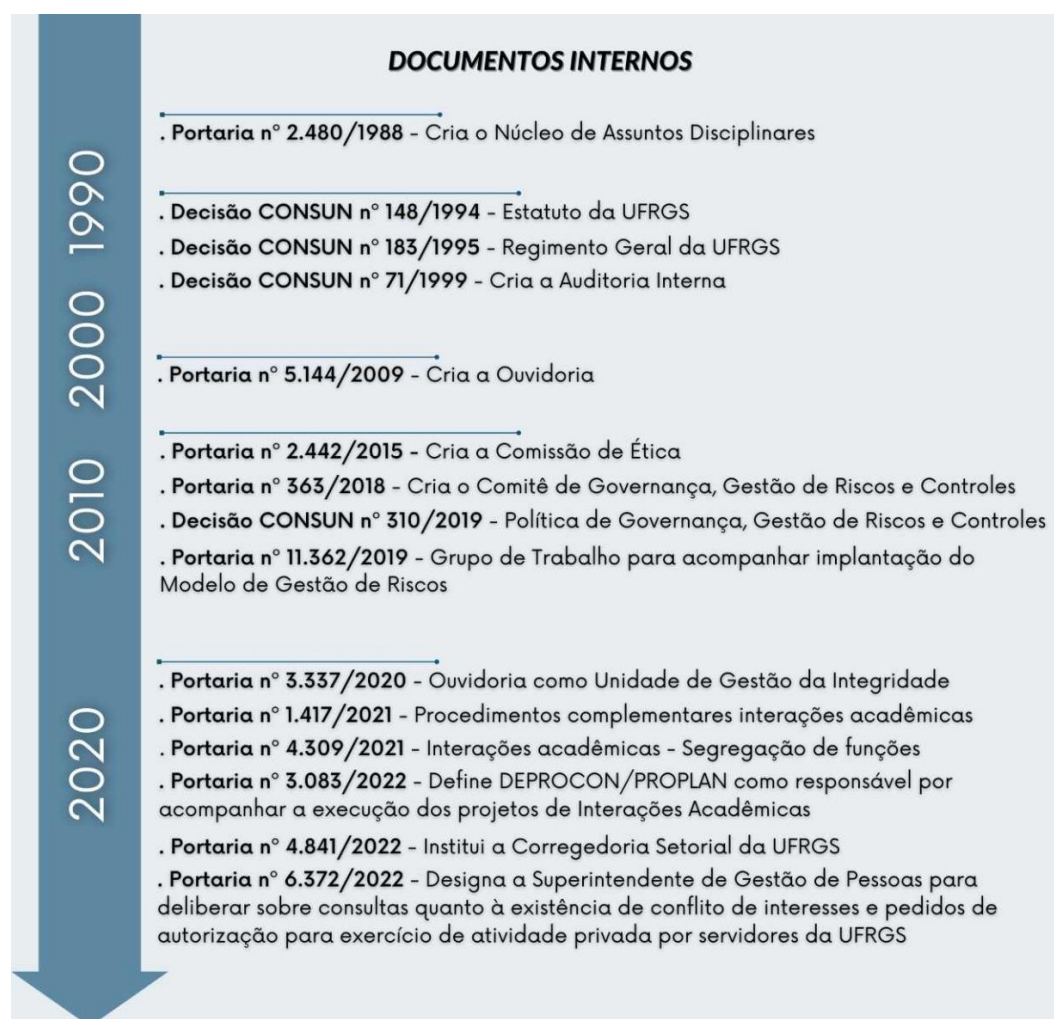 DOCUMENTOS INTERNOS
. Portaria nº 2.480/1988 - Cria o Núcleo de Assuntos Disciplinares
1990
. Decisão CONSUN nº 148/1994 - Estatuto da UFRGS
. Decisão CONSUN nº 183/1995 - Regimento Geral da UFRGS
. Decisão CONSUN nº 71/1999 - Cria a Auditoria Interna
2000
. Portaria nº 5.144/2009 - Cria a Ouvidoria
2010
. Portaria nº 2.442/2015 - Cria a Comissão de Ética
. Portaria nº 363/2018 - Cria o Comitê de Governança, Gestão de Riscos e Controles
. Decisão CONSUN nº 310/2019 - Política de Governança, Gestão de Riscos e Controles
. Portaria nº 11.362/2019 - Grupo de Trabalho para acompanhar implantação do
Modelo de Gestão de Riscos
2020
. Portaria nº 3.337/2020 - Ouvidoria como Unidade de Gestão da Integridade
. Portaria nº 1.417/2021 - Procedimentos complementares interações acadêmicas
. Portaria nº 4.309/2021 - Interações acadêmicas - Segregação de funções
. Portaria nº 3.083/2022 - Define DEPROCON/PROPLAN como responsável por
acompanhar a execução dos projetos de Interações Acadêmicas
. Portaria nº 4.841/2022 - Institui a Corregedoria Setorial da UFRGS
. Portaria nº 6.372/2022 - Designa a Superintendente de Gestão de Pessoas para
deliberar sobre consultas quanto à existência de conflito de interesses e pedidos de
autorização para exercício de atividade privada por servidores da UFRGS